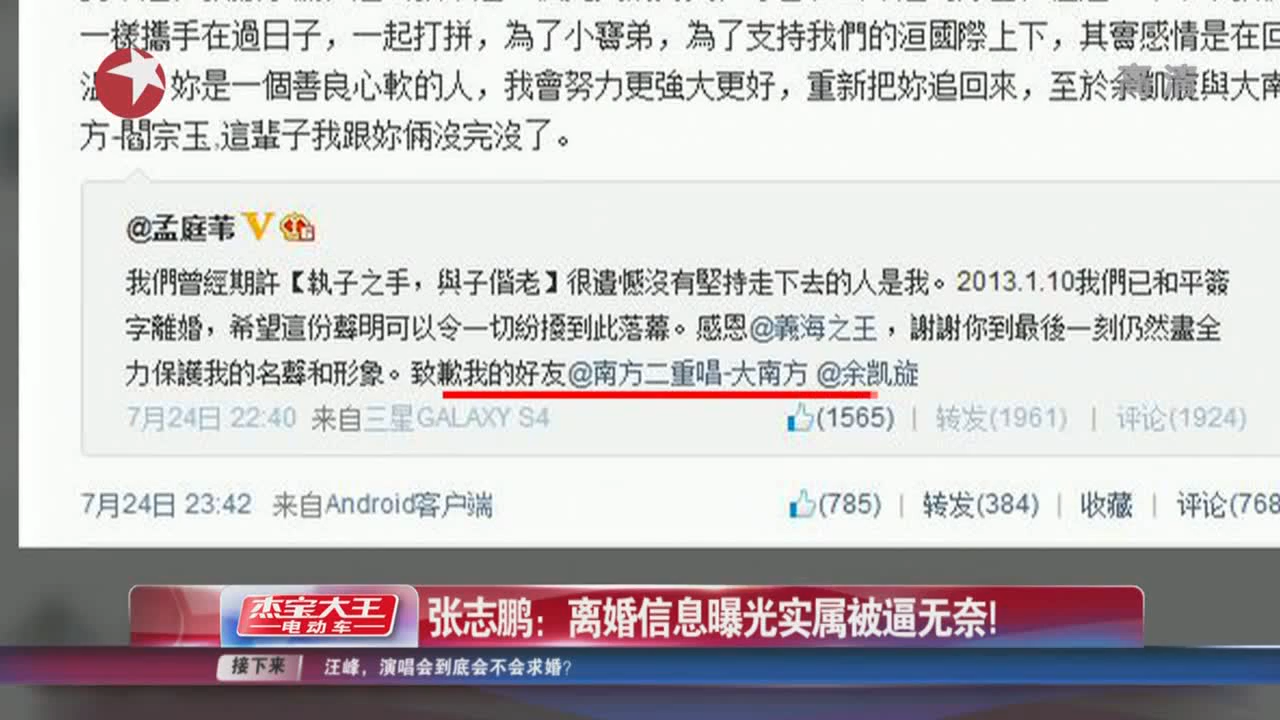 一樣攜手在過日子，一起打拼，為了小寶弟，為了支持我們的洹國際上下，其實感情是在回
溫 妳是一個善良心軟的人，我會努力更強大更好，重新把妳追回來，至於余凱 與大南
高清
方-閻宗玉,這輩子我跟妳倆沒完沒了。
@孟庭苇
我們曾經期許【執子之手，與子偕老】很遺憾沒有堅持走下去的人是我。2013.1.10我們已和平簽
字離婚，希望這份聲明可以令一切紛擾到此落幕。感恩@義海之王，謝謝你到最後一刻仍然盡全
力保護我的名聲和形象。致歉我的好友@南方二重唱-大南方 @余凯旋
7月24日 22:40 来自三星GALAXY S4 (1565) | 转发(1961) | 评论(1924)
7月24日 23:42 来自Android客户端 (785) | 转发(384) | 收藏 | 评论(768
杰宝大王
电动车
张志鹏：离婚信息曝光实属被逼无奈!
接下来 汪峰，演唱会到底会不会求婚?